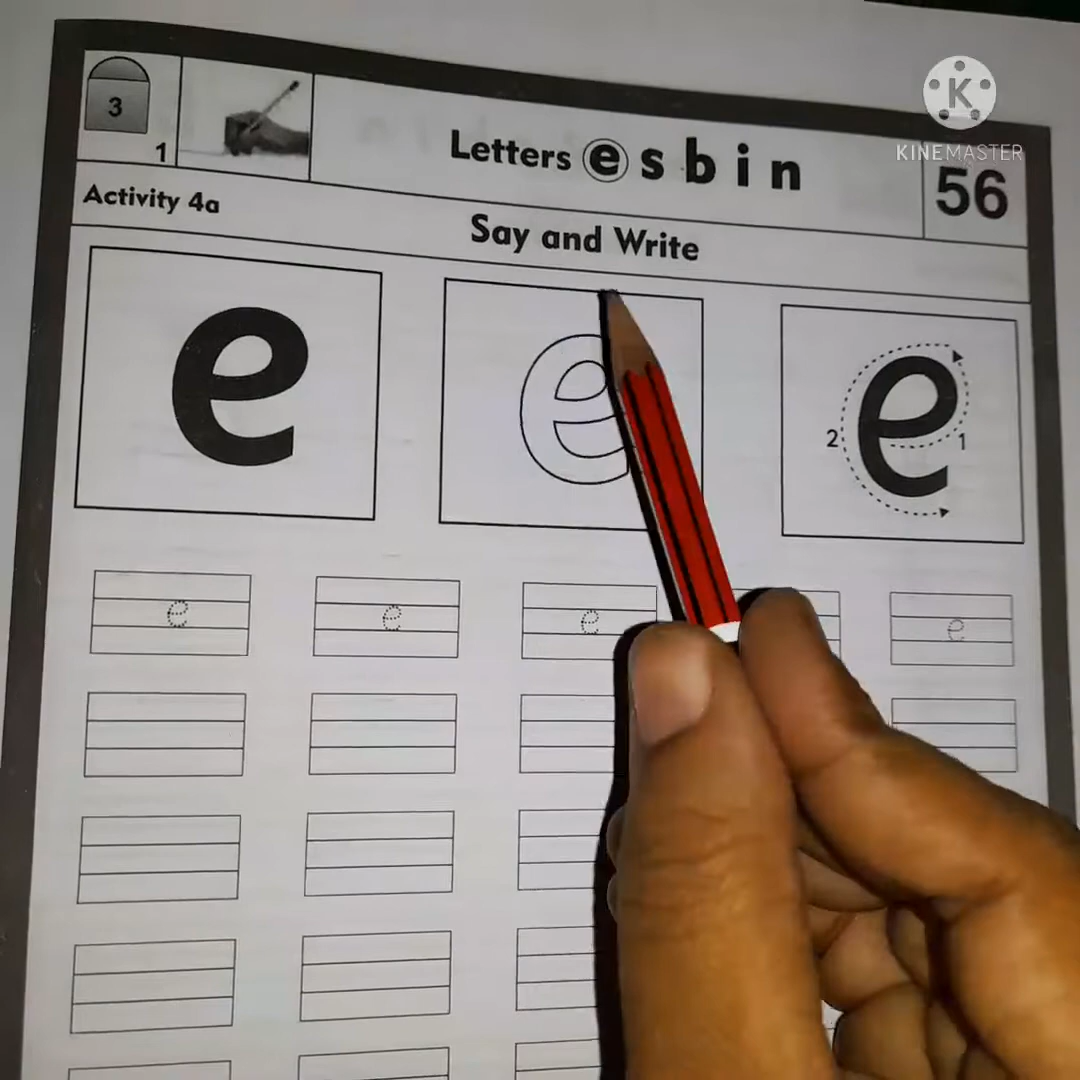 3
1
Letters e s b i n
K
KINEMASTER
56
Activity 4a
Say and Write
e e e
2 1
e e e e